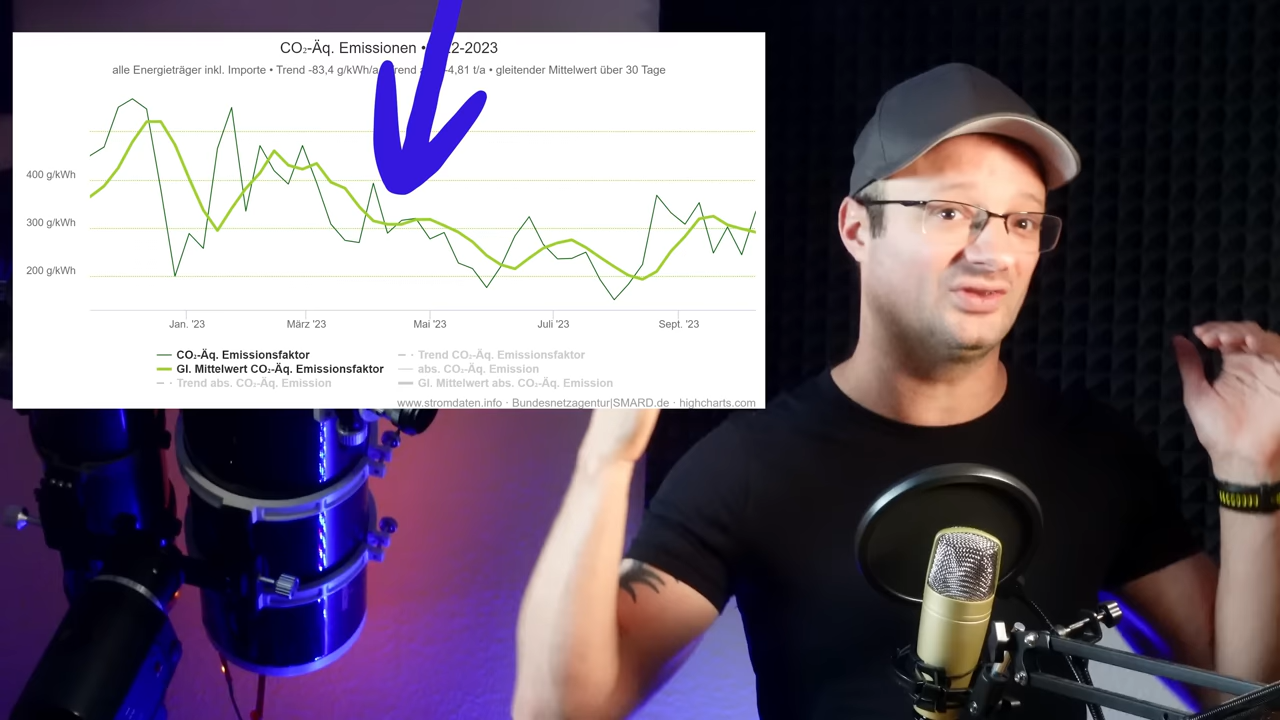 CO₂-Äq. Emissionen • 2-2023
alle Energieträger inkl. Importe • Trend -83,4 g/kWh/a rend -4,81 t/a • gleitender Mittelwert über 30 Tage
400 g/kWh
300 g/kWh
200 g/kWh
Jan. '23 März '23 Mai '23 Juli '23 Sept. '23
CO₂-Äq. Emissionsfaktor
Gl. Mittelwert CO₂-Äq. Emissionsfaktor
Trend abs. CO₂-Äq. Emission
Trend CO₂-Äq. Emissionsfaktor
abs. CO₂-Äq. Emission
Gl. Mittelwert abs. CO₂-Äq. Emission
www.stromdaten.info · Bundesnetzagentur|SMARD.de · highcharts.com